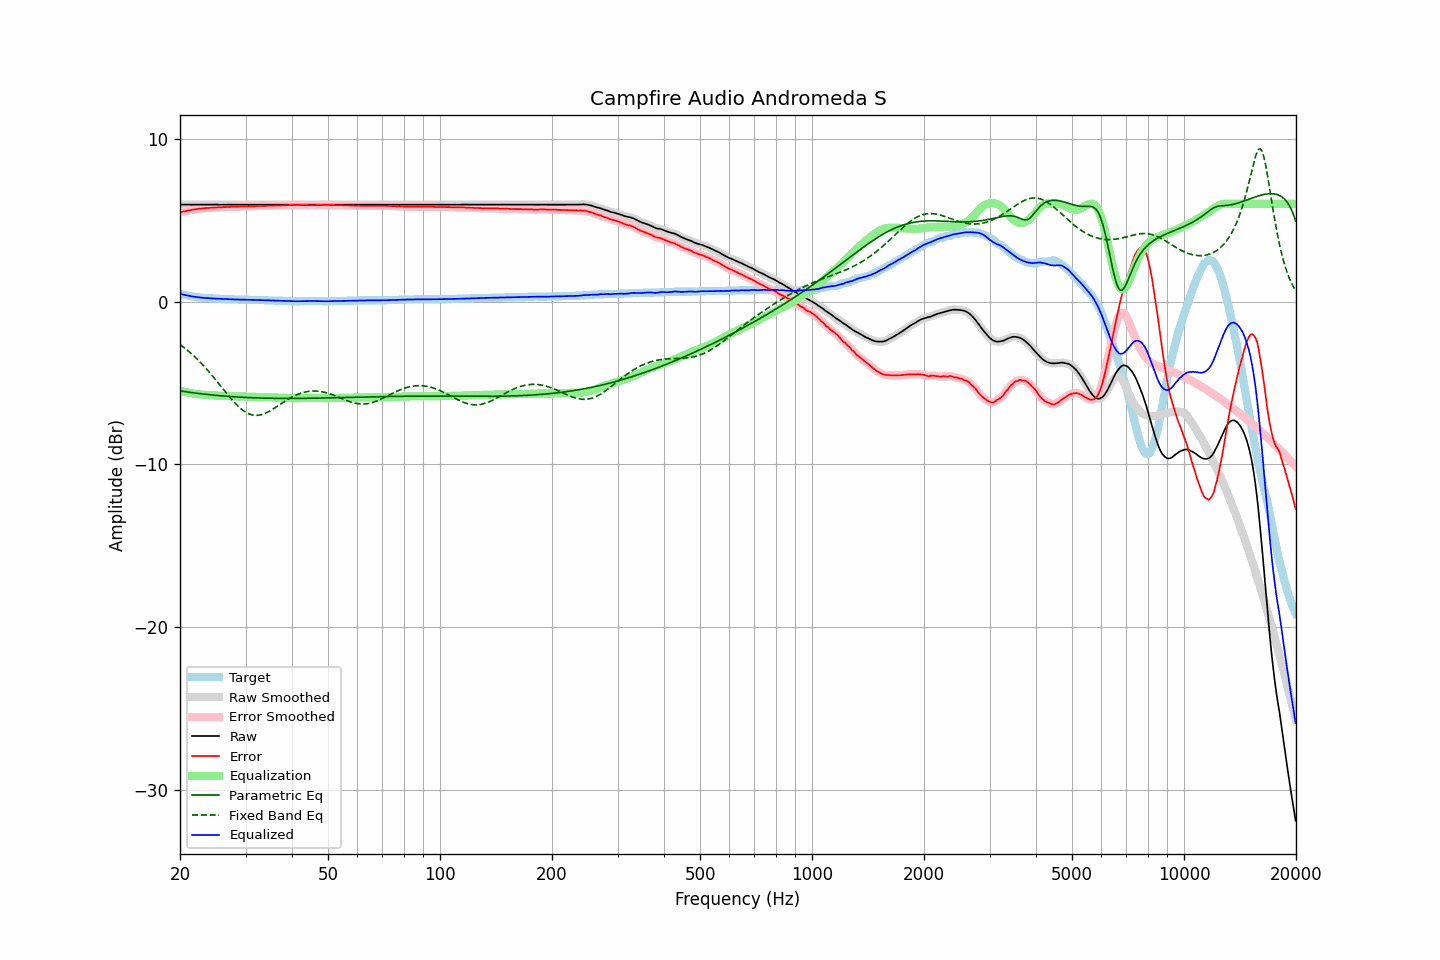 Campfire Audio Andromeda S
Amplitude (dBr)
10
0
−10
−20
−30
Target
Raw Smoothed
Error Smoothed
Raw
Error
Equalization
Parametric Eq
Fixed Band Eq
Equalized
20 50 100 200 500 1000 2000 5000 10000 20000
Frequency (Hz)